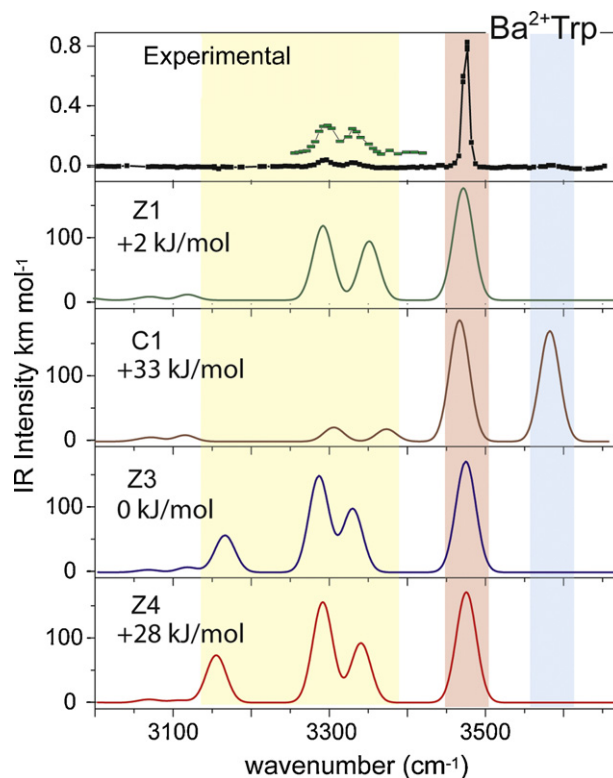 Ba²⁺Trp
Experimental
0.8
0.4
0.0
Z1
+2 kJ/mol
100
0
C1
+33 kJ/mol
100
0
Z3
0 kJ/mol
100
0
Z4
+28 kJ/mol
100
0
IR Intensity km mol⁻¹
3100 3300 3500
wavenumber (cm⁻¹)